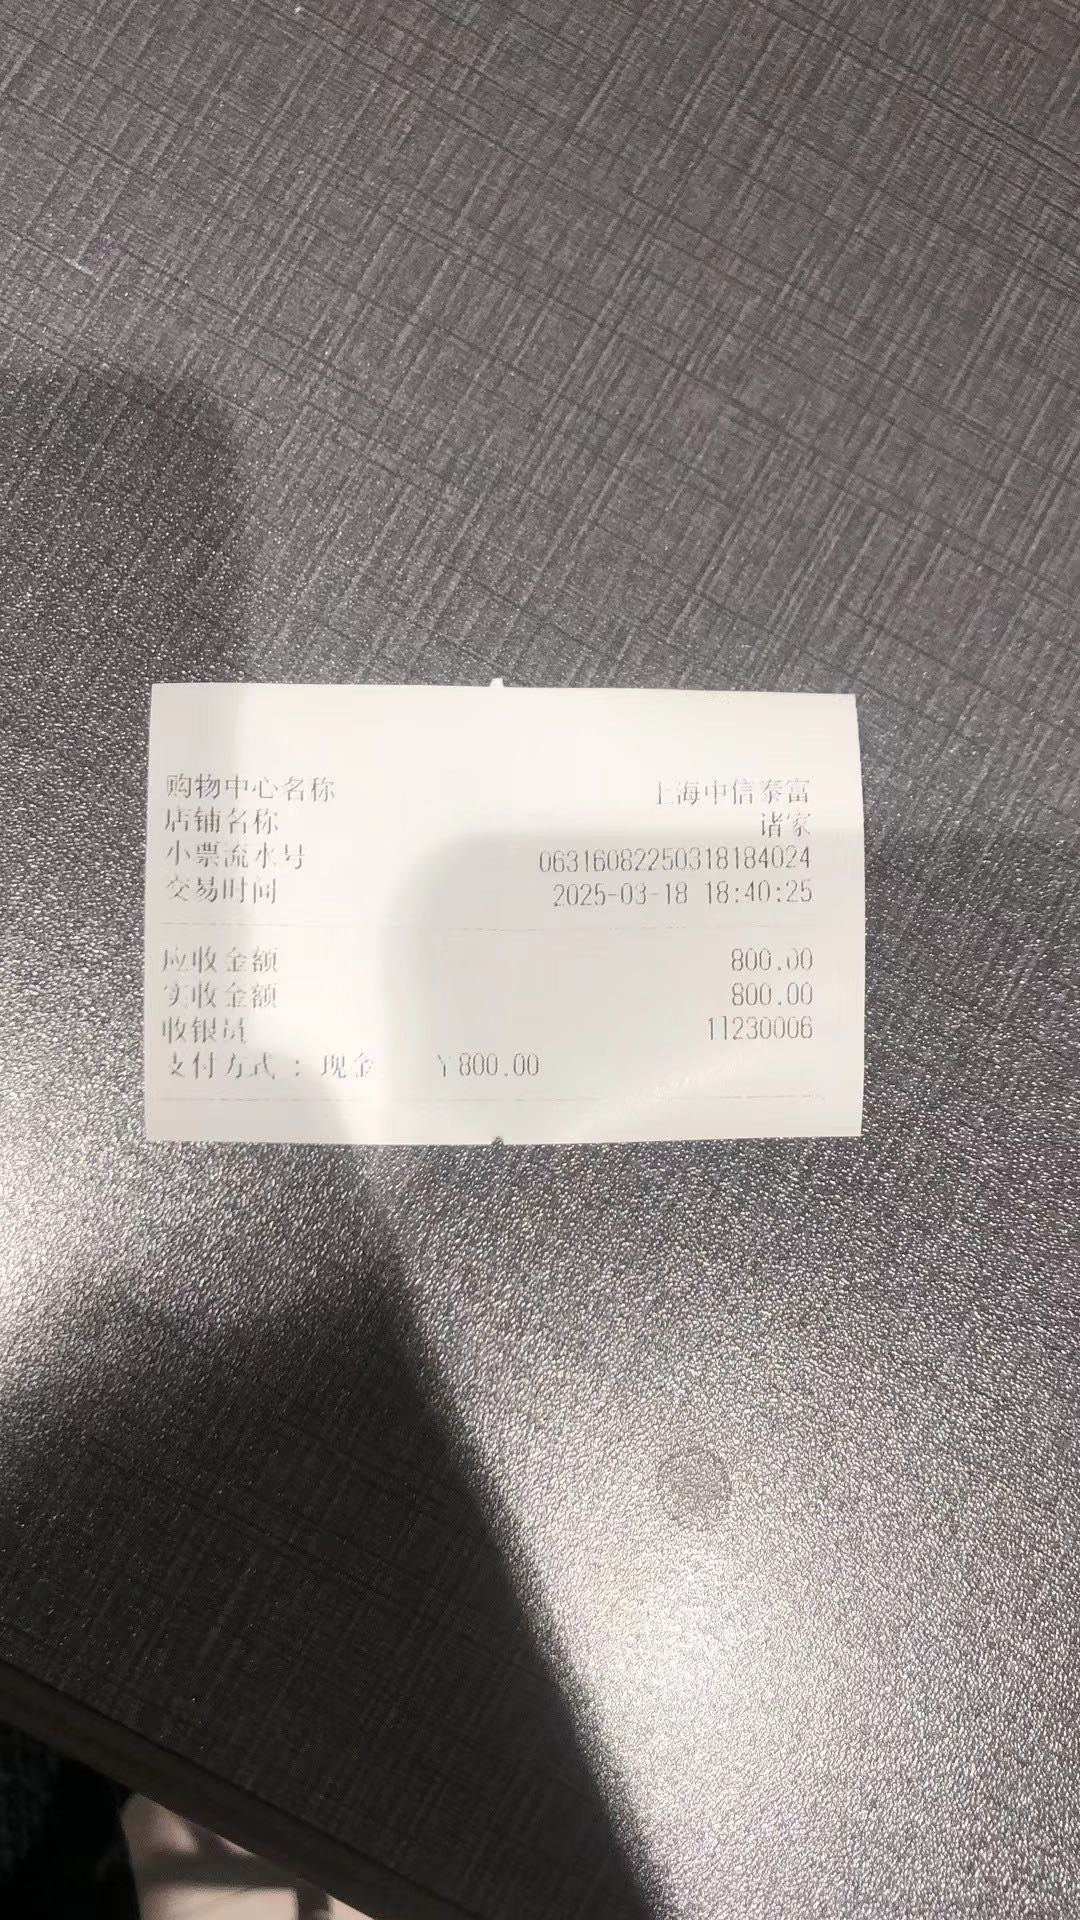 购物中心名称 上海中信泰富
店铺名称 诸家
小票流水号 06316082250318184024
交易时间 2025-03-18 18:40:25
应收金额 800.00
实收金额 800.00
收银员 11230006
支付方式：现金 ¥800.00